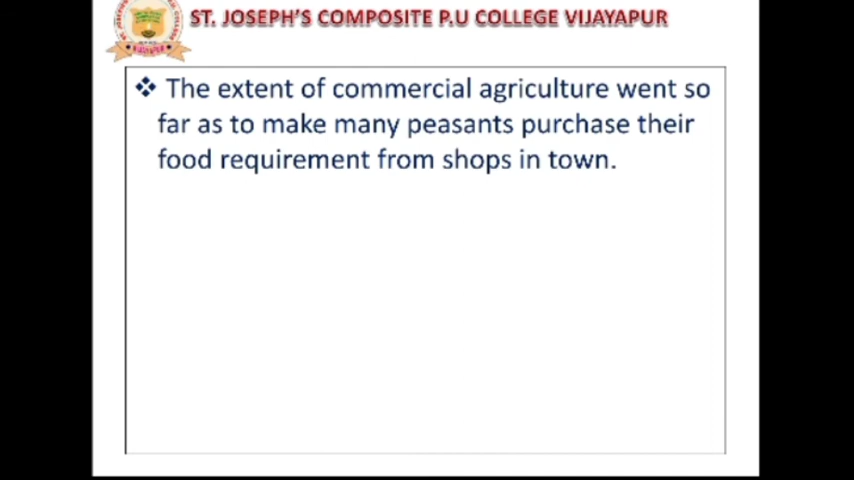 ST. JOSEPH'S COMPOSITE P.U COLLEGE VIJAYAPUR
The extent of commercial agriculture went so
far as to make many peasants purchase their
food requirement from shops in town.